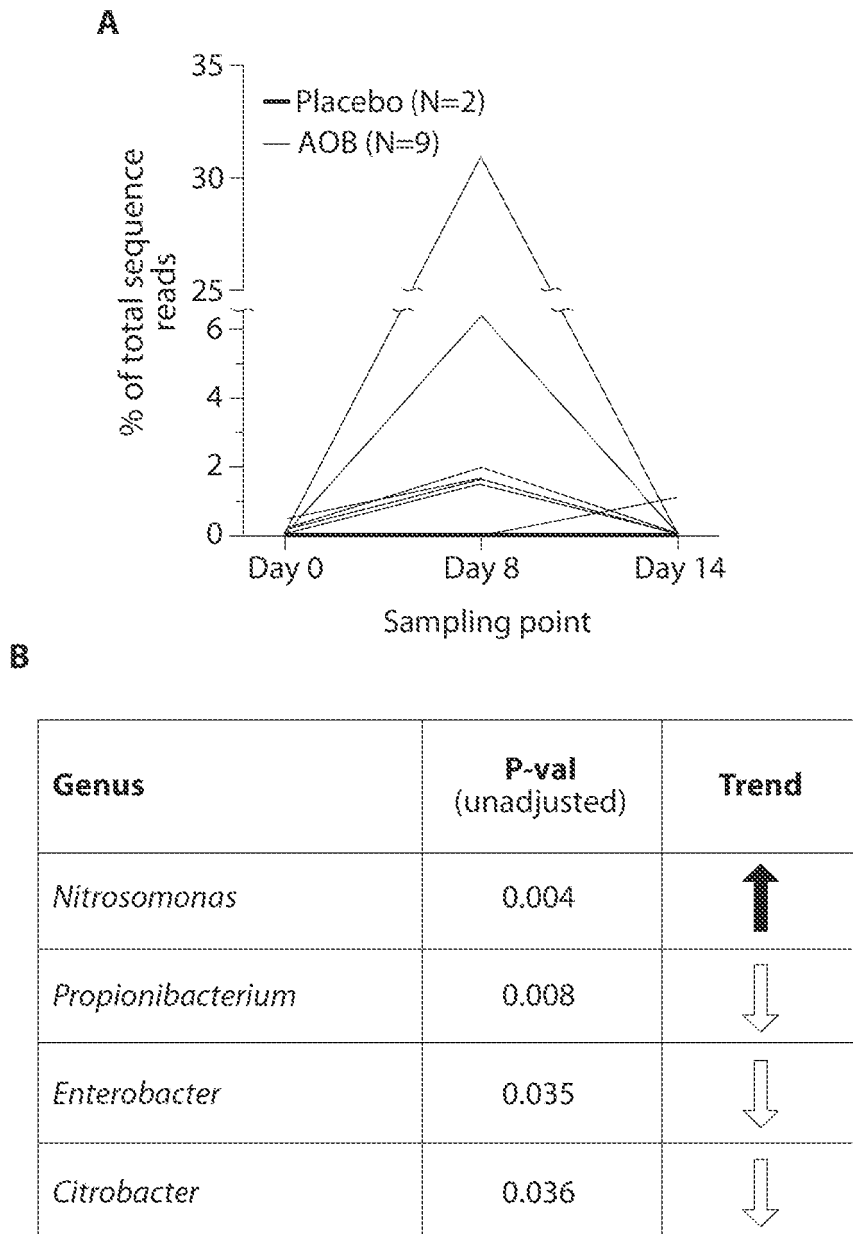 A
35
Placebo (N=2)
AOB (N=9)
30
25
6
4
2
0
% of total sequence
reads
Day 0 Day 8 Day 14
Sampling point
B
Genus P-val (unadjusted) Trend
Nitrosomonas 0.004
Propionibacterium 0.008
Enterobacter 0.035
Citrobacter 0.036